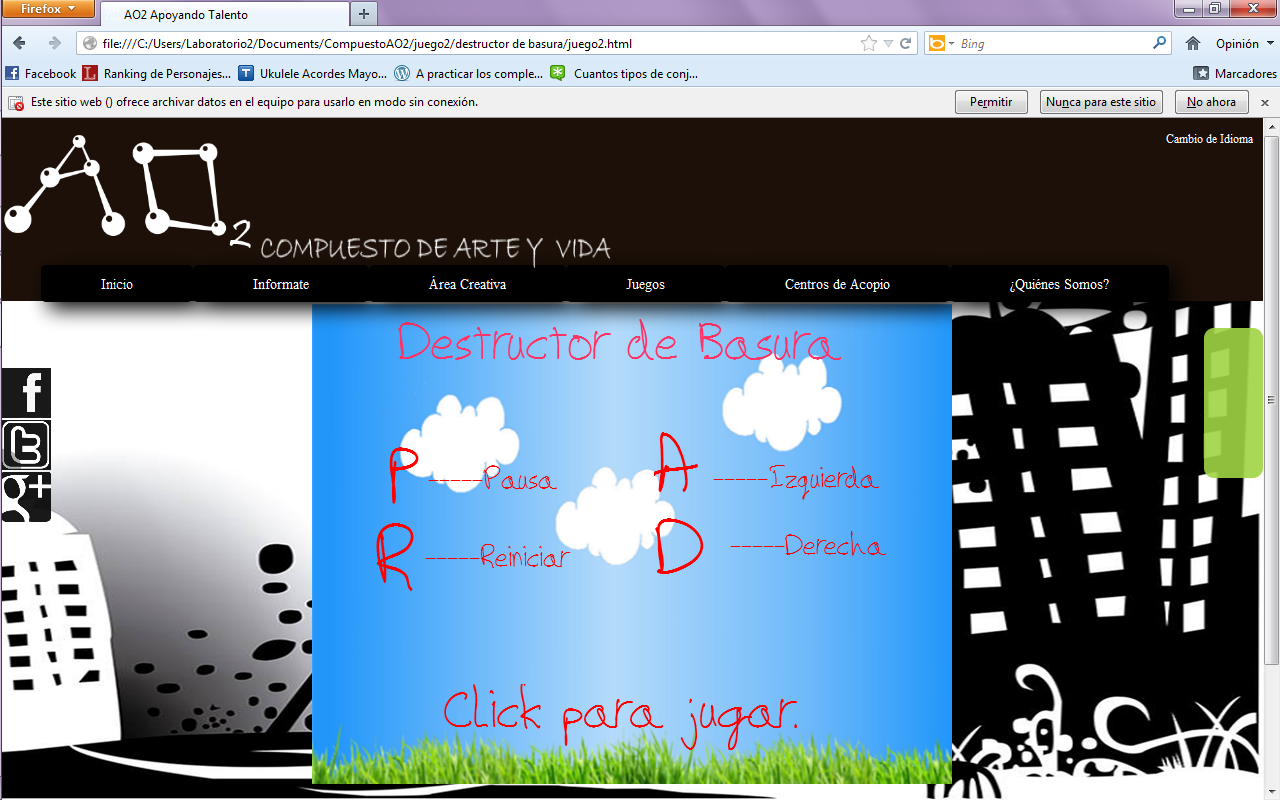 Firefox
AO2 Apoyando Talento
file:///C:/Users/Laboratorio2/Documents/CompuestoAO2/juego2/destructor de basura/juego2.html
Bing
Opinión
Facebook
Ranking de Personajes...
Ukulele Acordes Mayo...
A practicar los comple...
Cuantos tipos de conj...
Marcadores
Este sitio web () ofrece archivar datos en el equipo para usarlo en modo sin conexión.
Permitir
Nunca para este sitio
No ahora
Cambio de Idioma
AO2
COMPUESTO DE ARTE Y VIDA
Inicio
Informate
Área Creativa
Juegos
Centros de Acopio
¿Quiénes Somos?
Destructor de Basura
P -----Pausa
A -----Izquierda
R -----Reiniciar
D -----Derecha
Click para jugar.